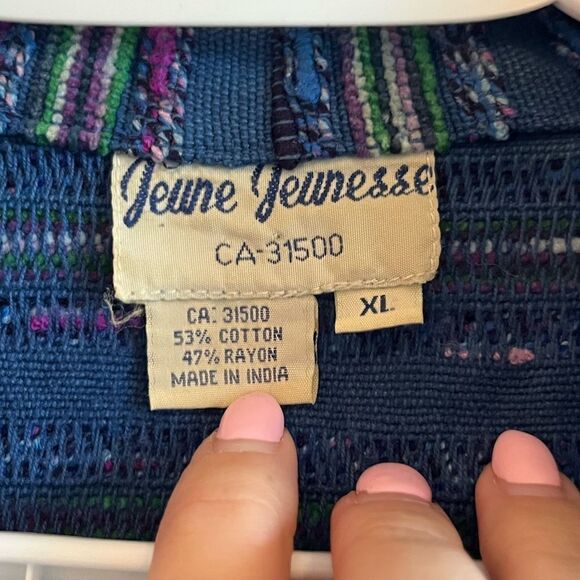 Jeune Jeunesse
CA-31500
XL
CA: 31500
53% COTTON
47% RAYON
MADE IN INDIA